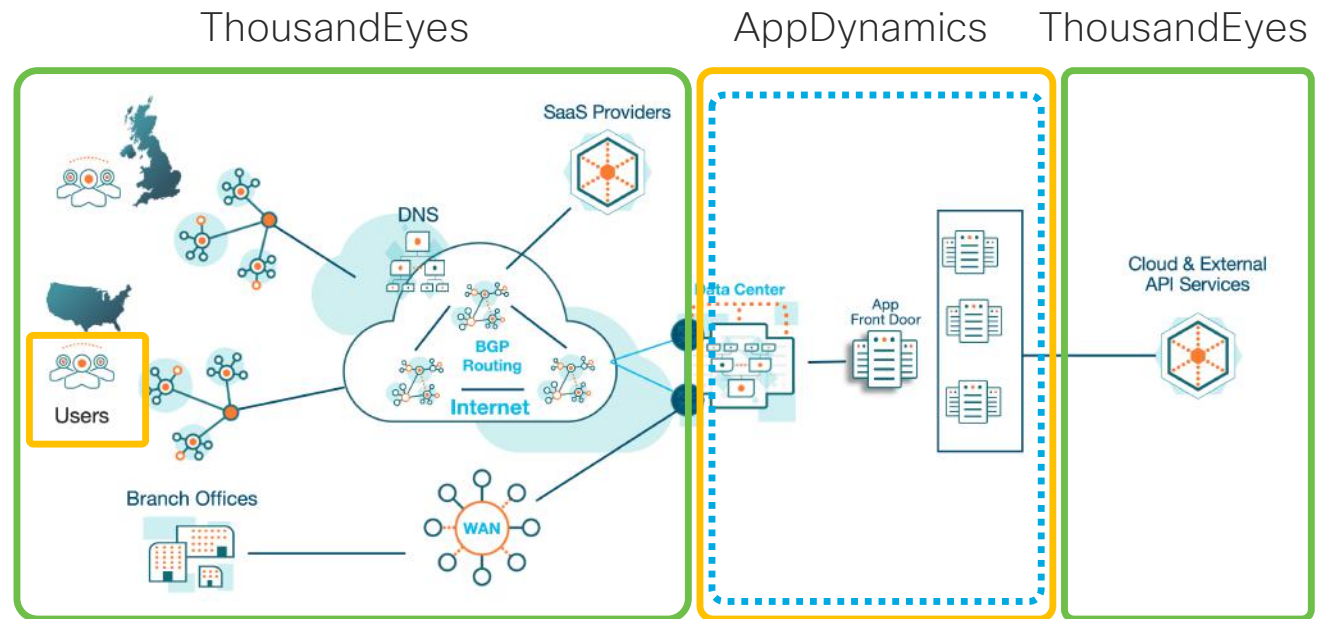 ThousandEyes
AppDynamics
ThousandEyes
SaaS Providers
DNS
BGP
Routing
Internet
Users
Branch Offices
WAN
Data Center
App
Front Door
Cloud & External
API Services